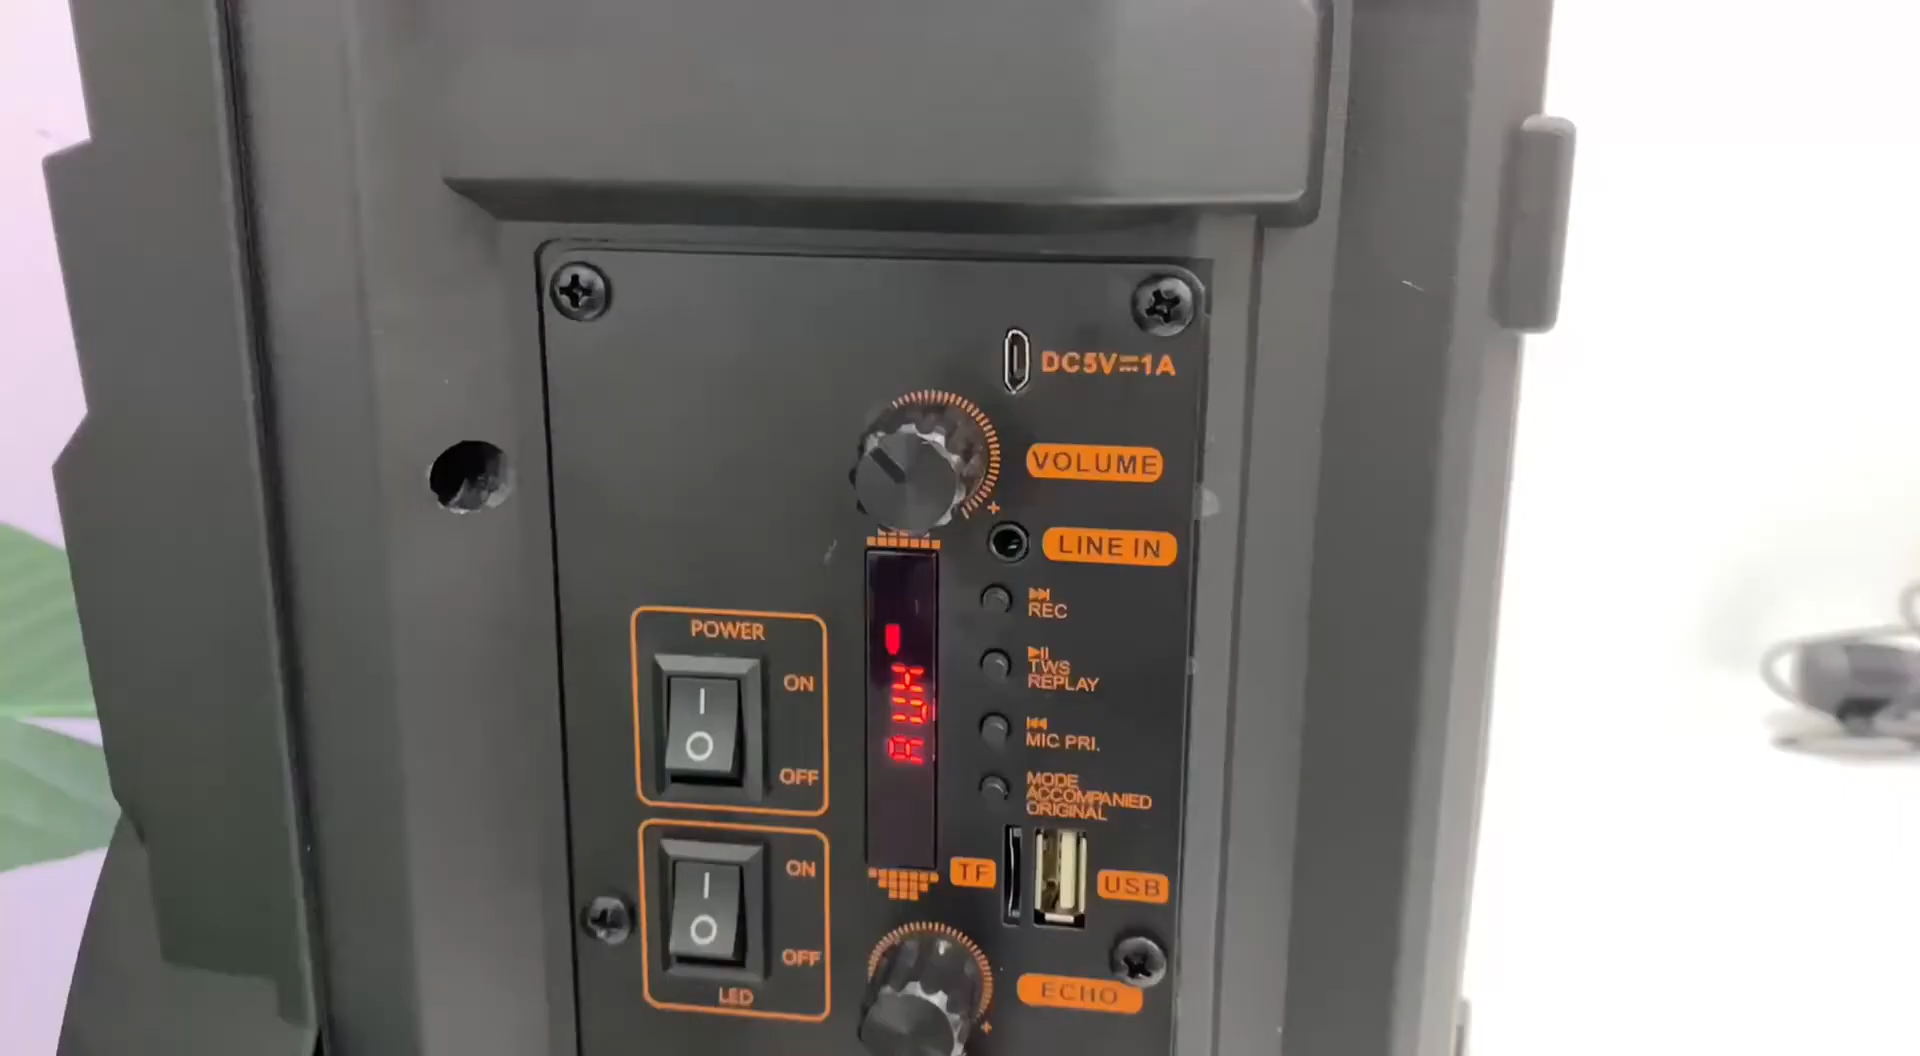 DC5V⎓1A
VOLUME
+
LINE IN
REC
TWS
REPLAY
MIC PRI.
MODE
ACCOMPANIED
ORIGINAL
POWER
ON
I
O
OFF
AUX
TF
USB
ON
I
O
OFF
LED
ECHO
+